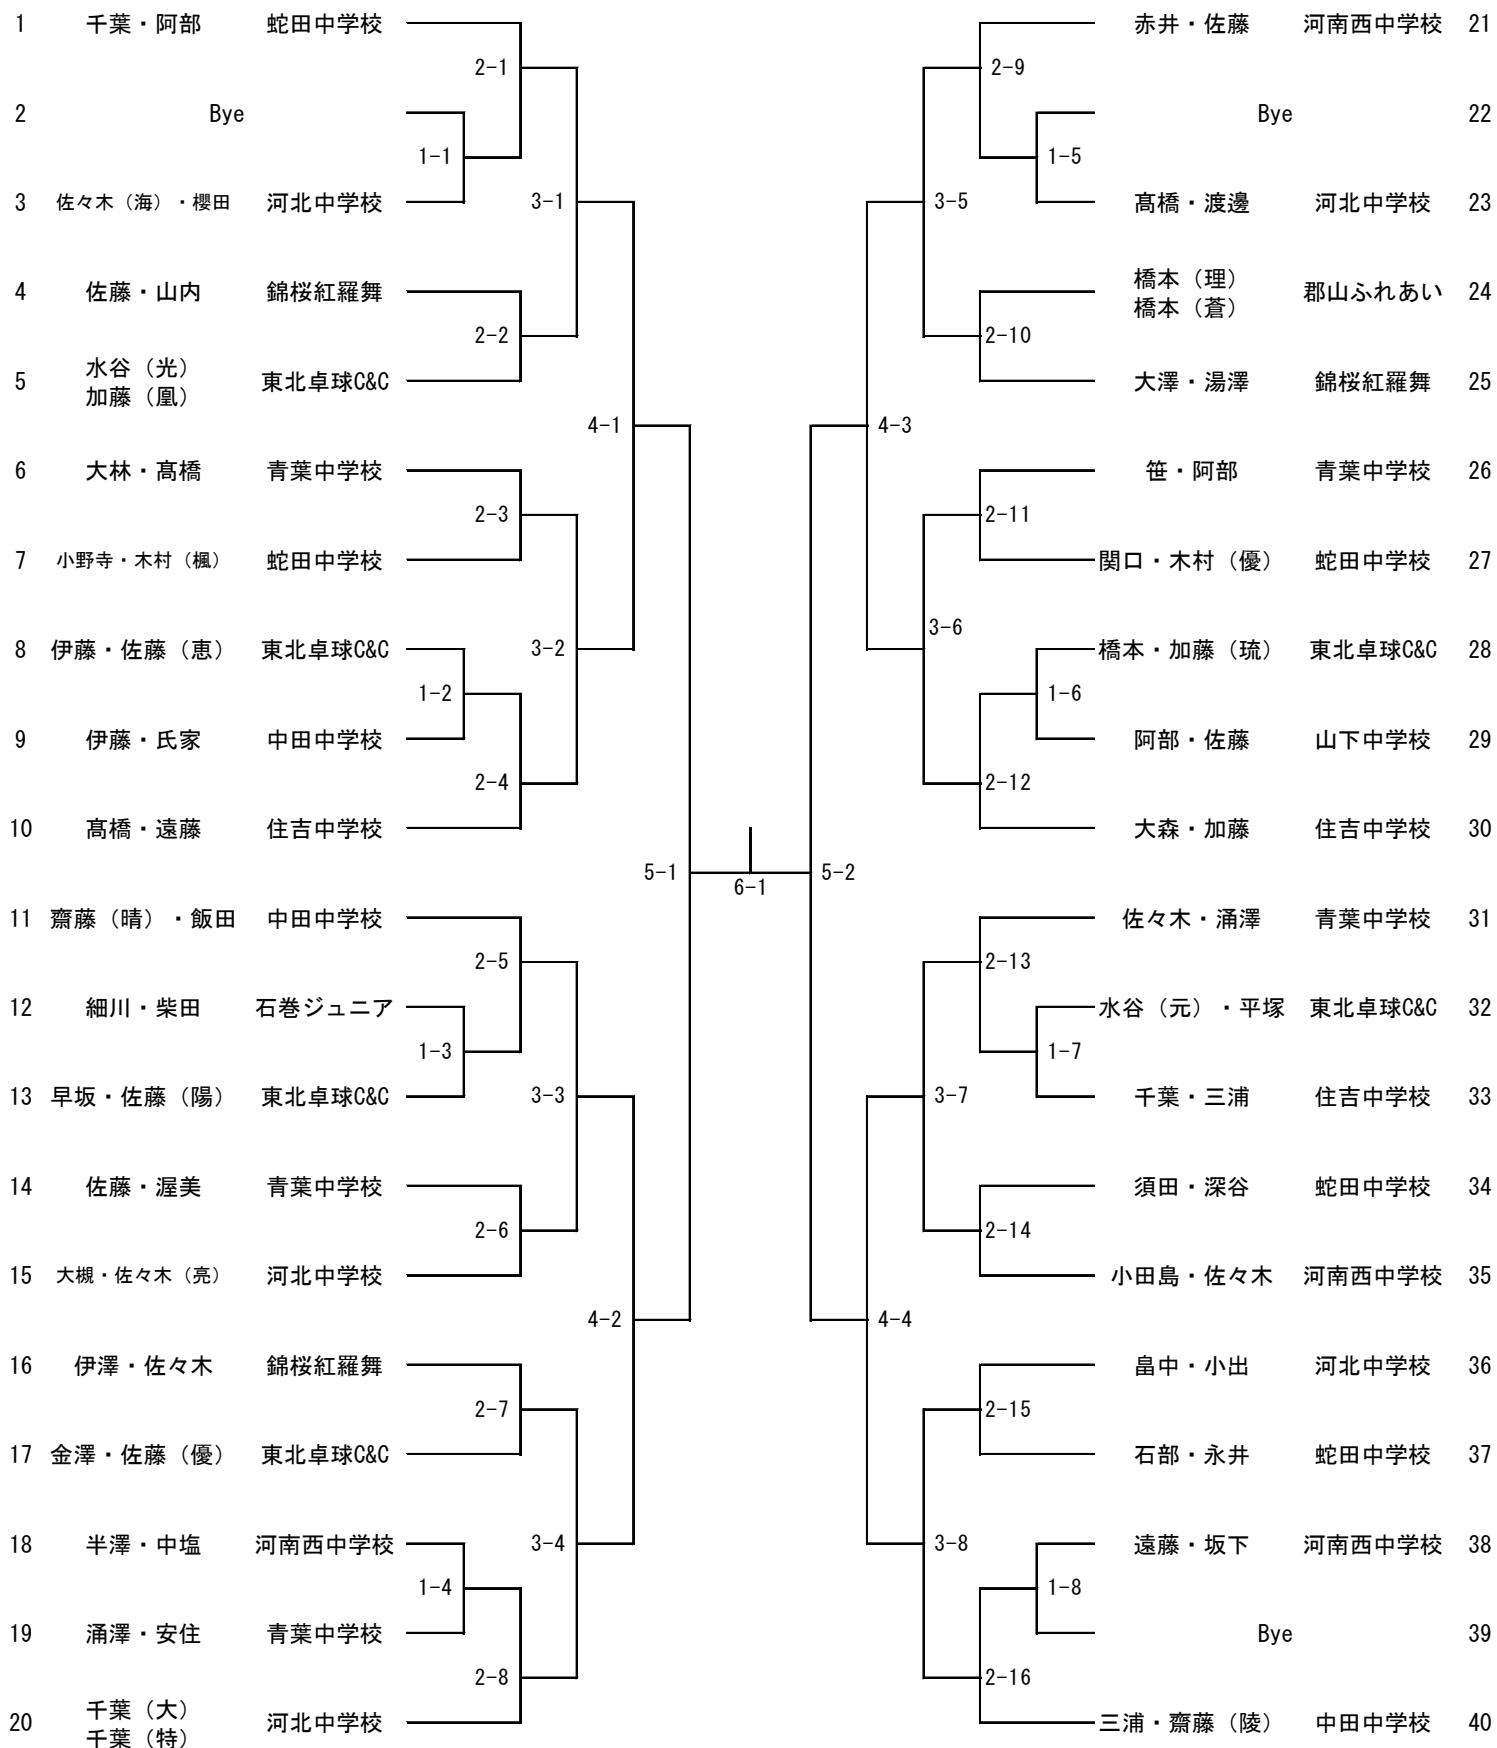 1 千葉・阿部 蛇田中学校
2 Bye
3 佐々木（海）・櫻田 河北中学校
4 佐藤・山内 錦桜紅羅舞
5 水谷（光）
加藤（凰） 東北卓球C&C
6 大林・髙橋 青葉中学校
7 小野寺・木村（楓） 蛇田中学校
8 伊藤・佐藤（恵） 東北卓球C&C
9 伊藤・氏家 中田中学校
10 髙橋・遠藤 住吉中学校
11 齋藤（晴）・飯田 中田中学校
12 細川・柴田 石巻ジュニア
13 早坂・佐藤（陽） 東北卓球C&C
14 佐藤・渥美 青葉中学校
15 大槻・佐々木（亮） 河北中学校
16 伊澤・佐々木 錦桜紅羅舞
17 金澤・佐藤（優） 東北卓球C&C
18 半澤・中塩 河南西中学校
19 涌澤・安住 青葉中学校
20 千葉（大）
千葉（特） 河北中学校
1-1
1-2
1-3
1-4
2-1
2-2
2-3
2-4
2-5
2-6
2-7
2-8
3-1
3-2
3-3
3-4
4-1
4-2
5-1
6-1
5-2
4-3
4-4
3-5
3-6
3-7
3-8
2-9
2-10
2-11
2-12
2-13
2-14
2-15
2-16
1-5
1-6
1-7
1-8
赤井・佐藤 河南西中学校 21
Bye 22
髙橋・渡邊 河北中学校 23
橋本（理）
橋本（蒼） 郡山ふれあい 24
大澤・湯澤 錦桜紅羅舞 25
笹・阿部 青葉中学校 26
関口・木村（優） 蛇田中学校 27
橋本・加藤（琉） 東北卓球C&C 28
阿部・佐藤 山下中学校 29
大森・加藤 住吉中学校 30
佐々木・涌澤 青葉中学校 31
水谷（元）・平塚 東北卓球C&C 32
千葉・三浦 住吉中学校 33
須田・深谷 蛇田中学校 34
小田島・佐々木 河南西中学校 35
畠中・小出 河北中学校 36
石部・永井 蛇田中学校 37
遠藤・坂下 河南西中学校 38
Bye 39
三浦・齋藤（陵） 中田中学校 40